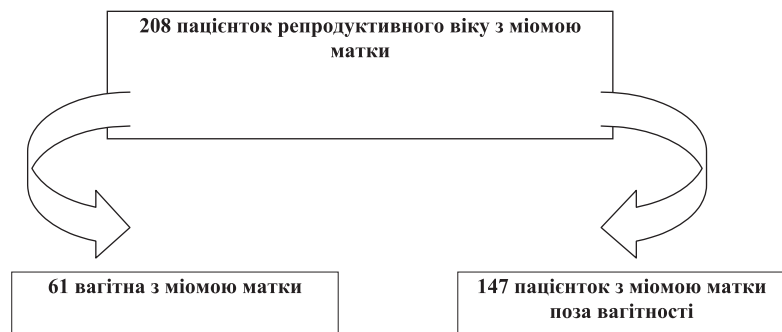 208 пацієнток репродуктивного віку з міомою
матки
61 вагітна з міомою матки
147 пацієнток з міомою матки
поза вагітності